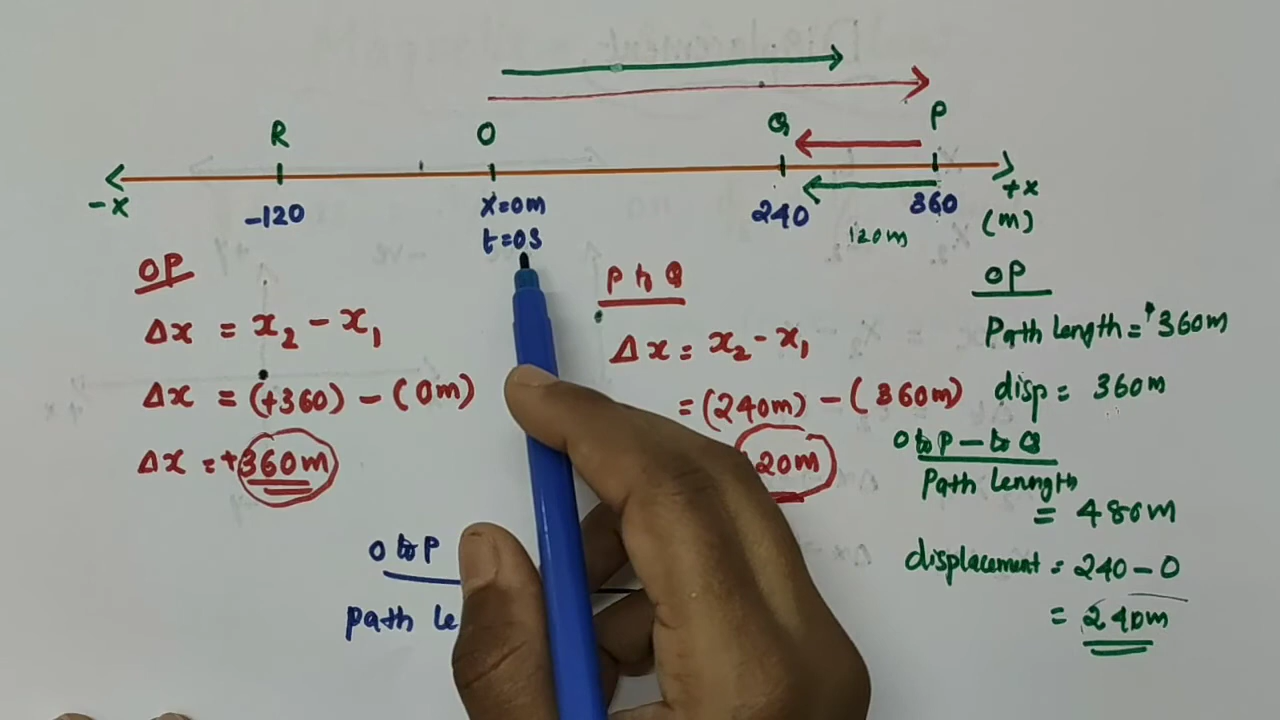 R O Q P
-x -120 x=0m 240 360 +x
t=0s 120m (m)
OP
Δx = x₂ - x₁
Δx = (+360) - (0m)
Δx = +360m
P to Q
Δx = x₂ - x₁
= (240m) - (360m)
20m
OP
Path Length = 360m
disp = 360m
O to P - to Q
Path Lenngth
= 480m
displacement = 240 - 0
= 240m
O to P
path Le